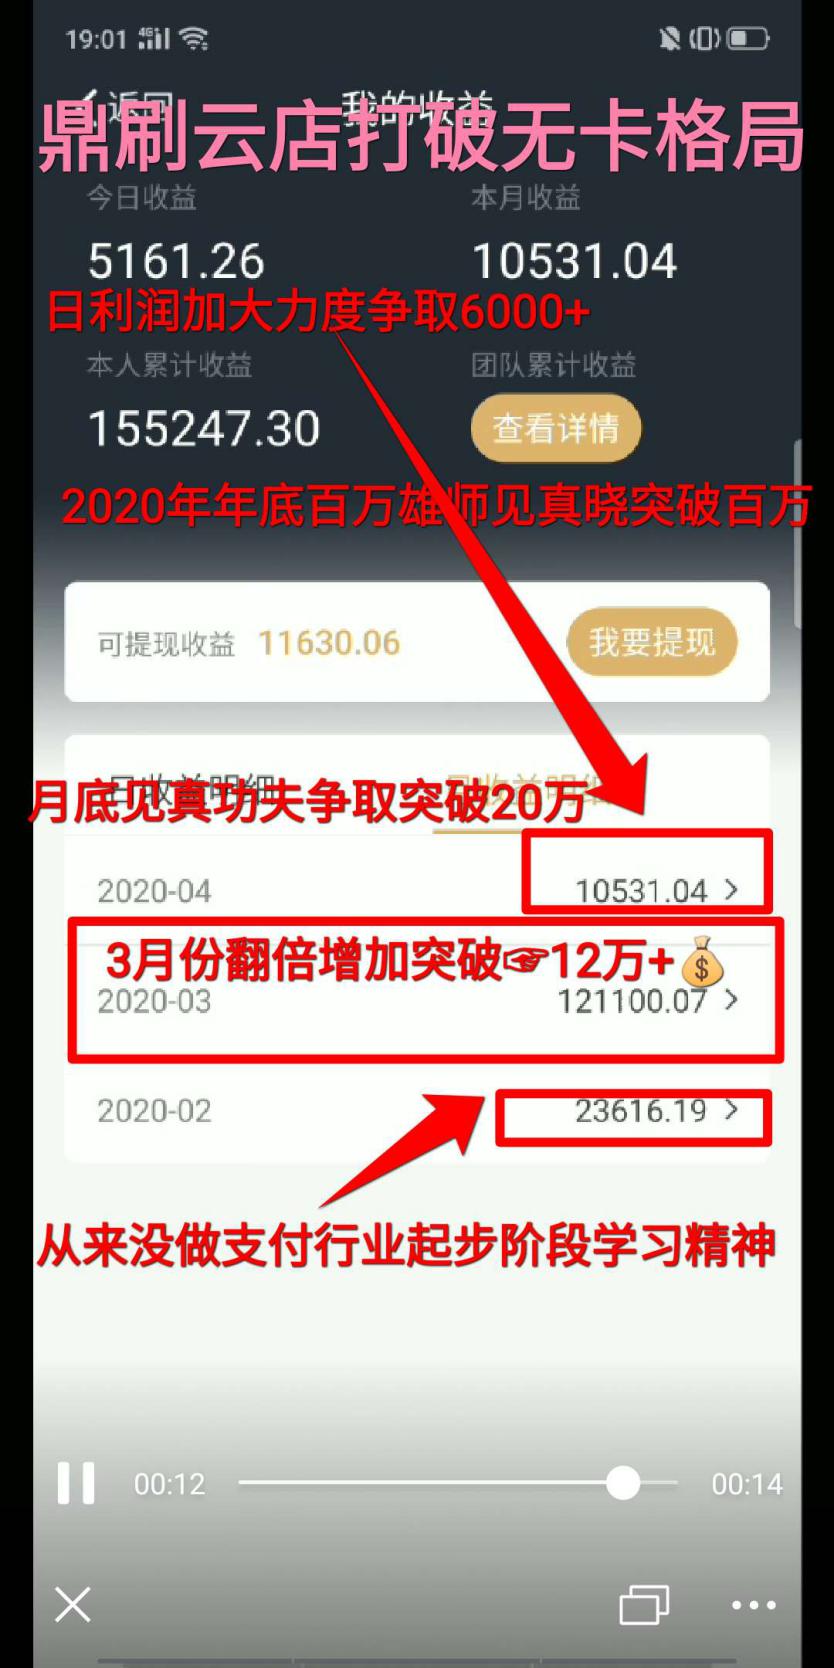 19:01 4G
返回 我的收益
鼎刷云店打破无卡格局
今日收益 本月收益
5161.26 10531.04
日利润加大力度争取6000+
本人累计收益 团队累计收益
155247.30 查看详情
2020年年底百万雄师见真晓突破百万
可提现收益 11630.06 我要提现
日收益明细 月收益明细
月底见真功夫争取突破20万
2020-04 10531.04 >
3月份翻倍增加突破☞12万+💰
2020-03 121100.07 >
2020-02 23616.19 >
从来没做支付行业起步阶段学习精神
00:12 00:14